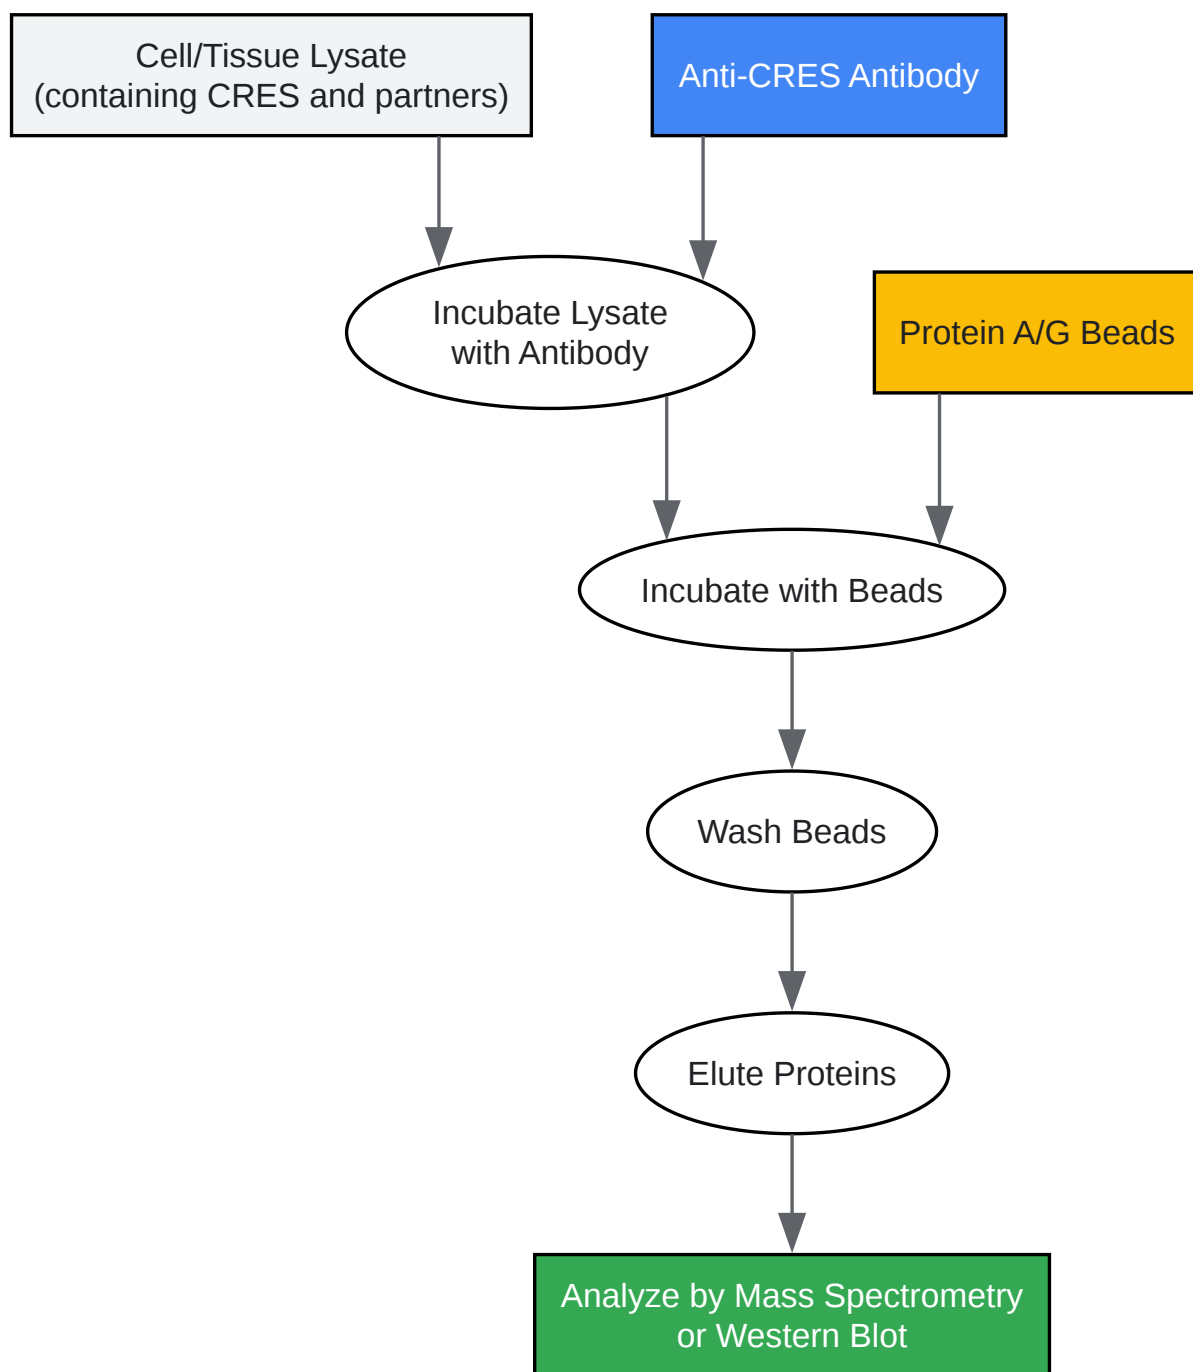 Cell/Tissue Lysate
(containing CRES and partners)
Anti-CRES Antibody
Incubate Lysate
with Antibody
Protein A/G Beads
Incubate with Beads
Wash Beads
Elute Proteins
Analyze by Mass Spectrometry
or Western Blot